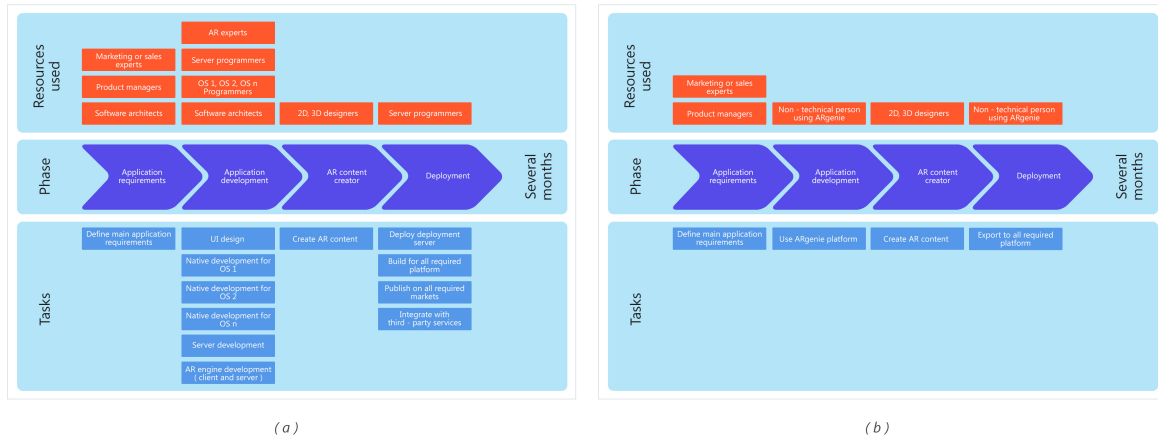 Resources
used
AR experts
Marketing or sales
experts
Server programmers
Product managers
OS 1, OS 2, OS n
Programmers
Software architects
Software architects
2D, 3D designers
Server programmers
Phase
Application
requirements
Application
development
AR content
creator
Deployment
Several
months
Tasks
Define main application
requirements
UI design
Create AR content
Deploy deployment
server
Native development for
OS 1
Build for all required
platform
Native development for
OS 2
Publish on all required
markets
Native development for
OS n
Integrate with
third - party services
Server development
AR engine development
( client and server )
( a )
Resources
used
Marketing or sales
experts
Product managers
Non - technical person
using ARgenie
2D, 3D designers
Non - technical person
using ARgenie
Phase
Application
requirements
Application
development
AR content
creator
Deployment
Several
months
Tasks
Define main application
requirements
Use ARgenie platform
Create AR content
Export to all required
platform
( b )